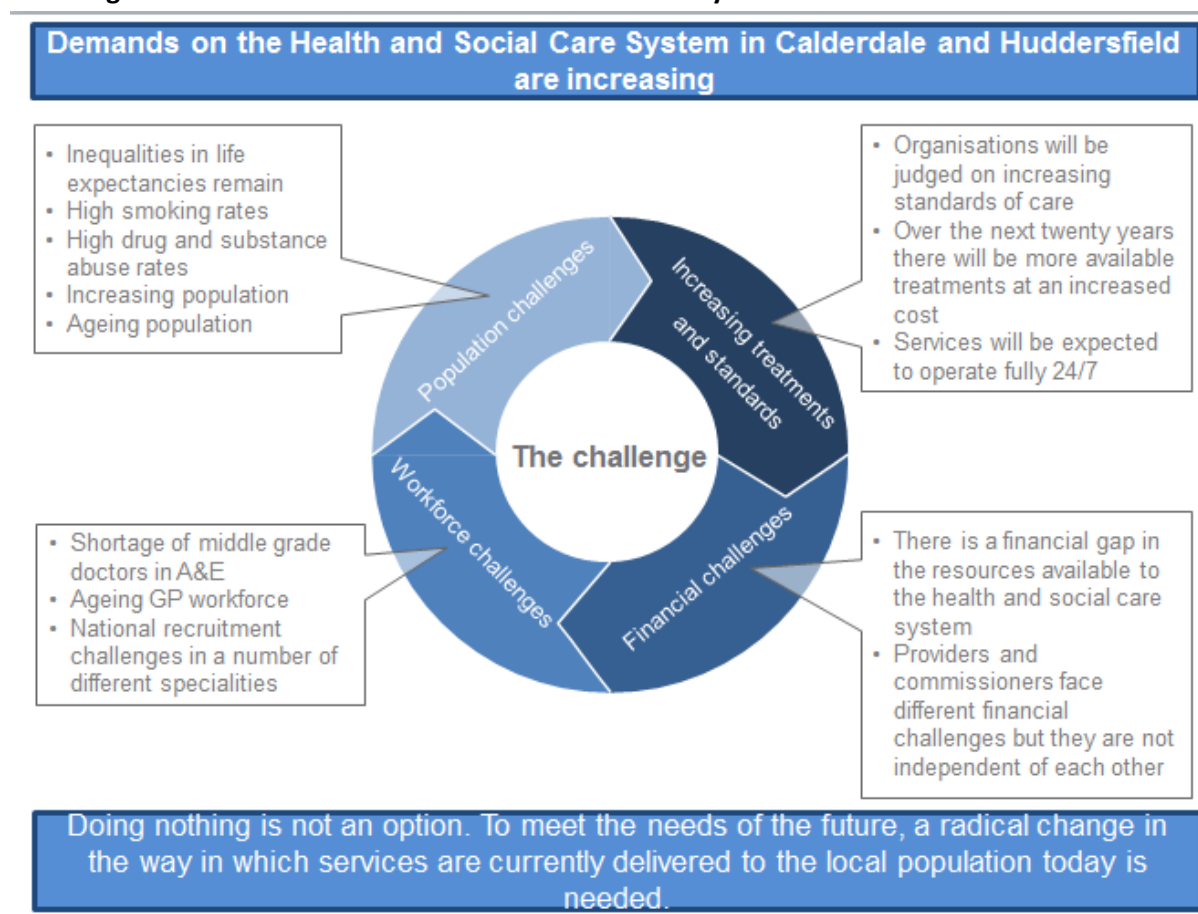 Demands on the Health and Social Care System in Calderdale and Huddersfield
are increasing
• Inequalities in life
expectancies remain
• High smoking rates
• High drug and substance
abuse rates
• Increasing population
• Ageing population
• Organisations will be
judged on increasing
standards of care
• Over the next twenty years
there will be more available
treatments at an increased
cost
• Services will be expected
to operate fully 24/7
Population challenges
Increasing treatments
and standards
The challenge
Workforce challenges
Financial challenges
• Shortage of middle grade
doctors in A&E
• Ageing GP workforce
• National recruitment
challenges in a number of
different specialities
• There is a financial gap in
the resources available to
the health and social care
system
• Providers and
commissioners face
different financial
challenges but they are not
independent of each other
Doing nothing is not an option. To meet the needs of the future, a radical change in
the way in which services are currently delivered to the local population today is
needed.